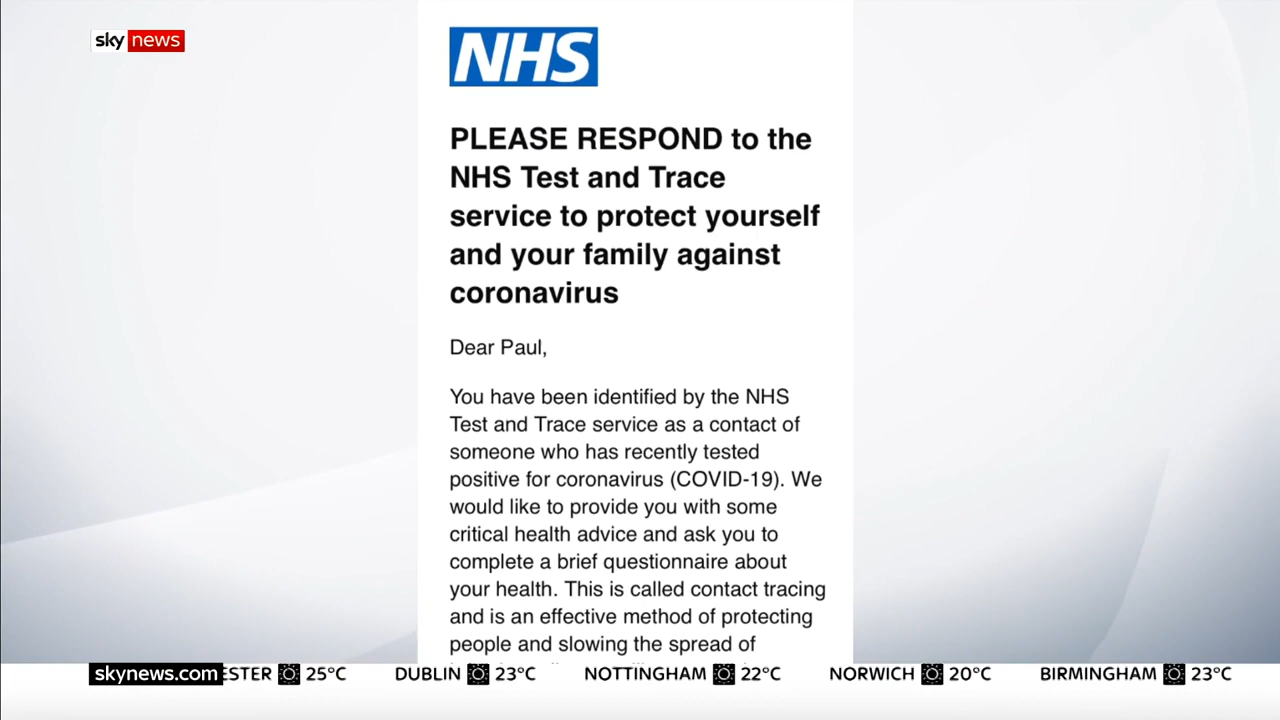 sky news
NHS
PLEASE RESPOND to the
NHS Test and Trace
service to protect yourself
and your family against
coronavirus
Dear Paul,
You have been identified by the NHS
Test and Trace service as a contact of
someone who has recently tested
positive for coronavirus (COVID-19). We
would like to provide you with some
critical health advice and ask you to
complete a brief questionnaire about
your health. This is called contact tracing
and is an effective method of protecting
people and slowing the spread of
skynews.com ESTER 25°C DUBLIN 23°C NOTTINGHAM 22°C NORWICH 20°C BIRMINGHAM 23°C